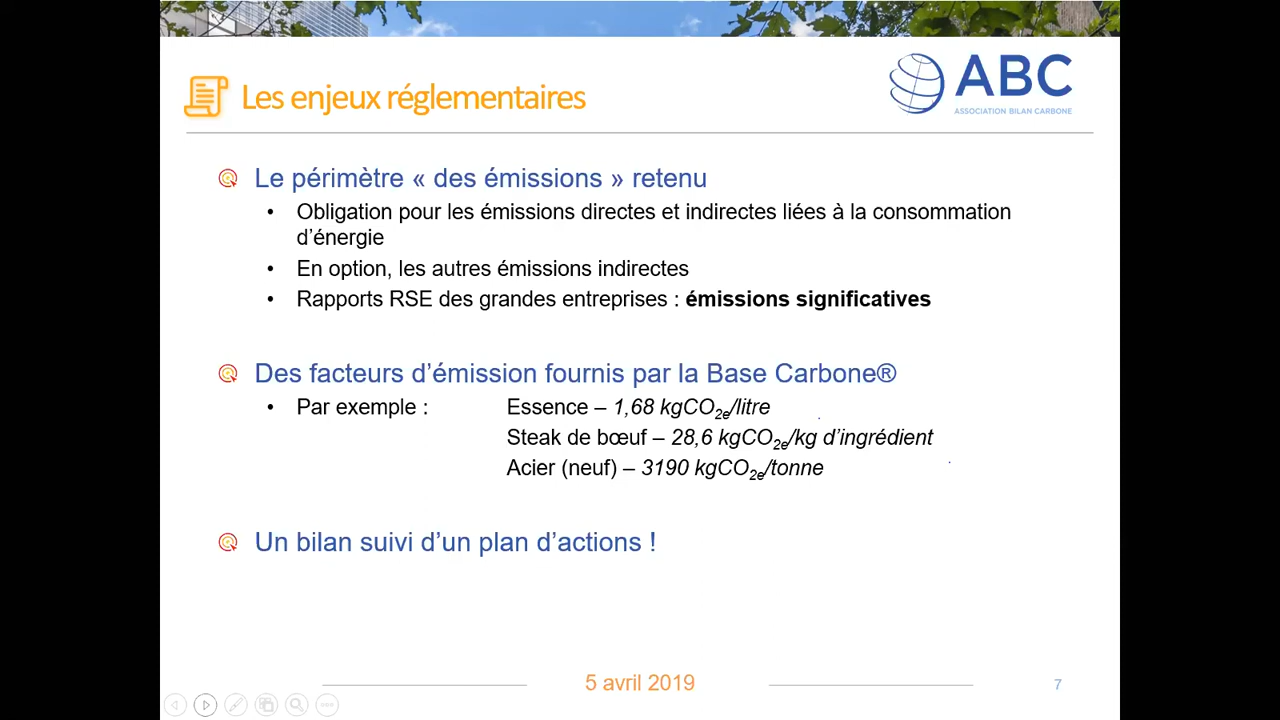 Les enjeux réglementaires
ABC
ASSOCIATION BILAN CARBONE
Le périmètre « des émissions » retenu
• Obligation pour les émissions directes et indirectes liées à la consommation
d’énergie
• En option, les autres émissions indirectes
• Rapports RSE des grandes entreprises : émissions significatives
Des facteurs d’émission fournis par la Base Carbone®
• Par exemple : Essence – 1,68 kgCO2e/litre
Steak de bœuf – 28,6 kgCO2e/kg d’ingrédient
Acier (neuf) – 3190 kgCO2e/tonne
Un bilan suivi d’un plan d’actions !
5 avril 2019
7